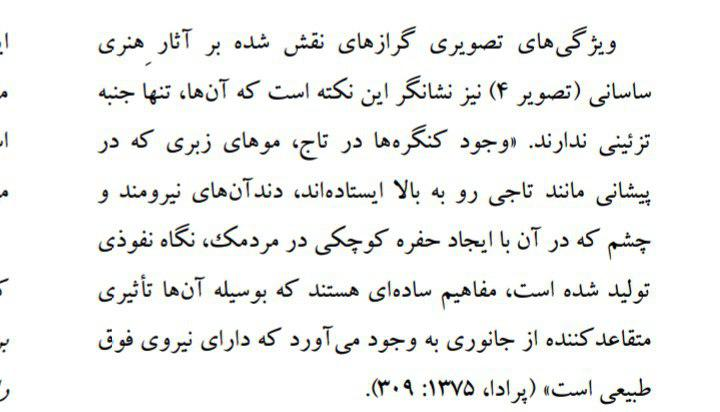 ویژگی‌های تصویری گرازهای نقش شده بر آثارِ هنری
ساسانی (تصویر ۴) نیز نشانگر این نکته است که آن‌ها، تنها جنبه
تزئینی ندارند. «وجود کنگره‌ها در تاج، موهای زبری که در
پیشانی مانند تاجی رو به بالا ایستاده‌اند، دندآن‌های نیرومند و
چشم که در آن با ایجاد حفره کوچکی در مردمک، نگاه نفوذی
تولید شده است، مفاهیم ساده‌ای هستند که بوسیله آن‌ها تأثیری
متقاعدکننده از جانوری به وجود می‌آورد که دارای نیروی فوق
طبیعی است» (پرادا، ۱۳۷۵: ۳۰۹).